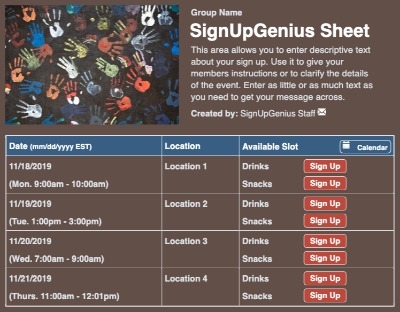 Group Name
SignUpGenius Sheet
This area allows you to enter descriptive text
about your sign up. Use it to give your
members instructions or to clarify the details
of the event. Enter as little or as much text as
you need to get your message across.
Created by: SignUpGenius Staff
Date (mm/dd/yyyy EST) Location Available Slot Calendar
11/18/2019 Location 1 Drinks Sign Up
(Mon. 9:00am - 10:00am) Snacks Sign Up
11/19/2019 Location 2 Drinks Sign Up
(Tue. 1:00pm - 3:00pm) Snacks Sign Up
11/20/2019 Location 3 Drinks Sign Up
(Wed. 7:00am - 9:00am) Snacks Sign Up
11/21/2019 Location 4 Drinks Sign Up
(Thurs. 11:00am - 12:01pm) Snacks Sign Up